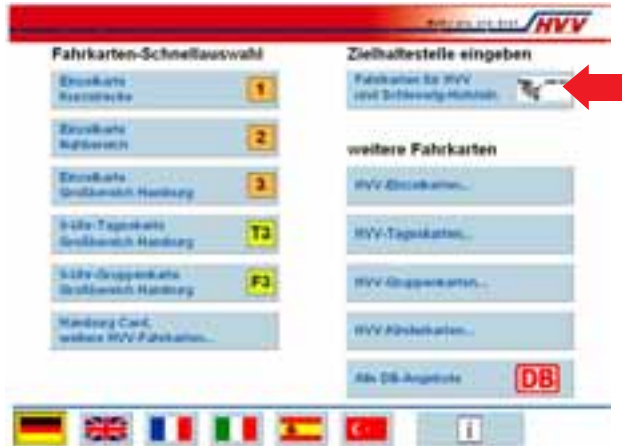 HVV
Fahrkarten-Schnellauswahl
Einzelkarte
Kurzstrecke
1
Einzelkarte
Nahbereich
2
Einzelkarte
Großbereich Hamburg
3
9-Uhr-Tageskarte
Großbereich Hamburg
T3
9-Uhr-Gruppenkarte
Großbereich Hamburg
F3
Hamburg Card,
weitere HVV-Fahrkarten...
Zielhaltestelle eingeben
Fahrkarten für HVV
und Schleswig-Holstein
weitere Fahrkarten
HVV-Einzelkarten...
HVV-Tageskarten...
HVV-Gruppenkarten...
HVV-Kinderkarten...
Alle DB-Angebote
DB
i